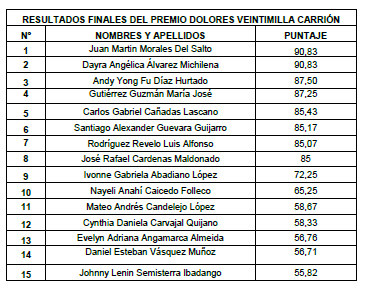 RESULTADOS FINALES DEL PREMIO DOLORES VEINTIMILLA CARRIÓN
N° NOMBRES Y APELLIDOS PUNTAJE
1 Juan Martin Morales Del Salto 90,83
2 Dayra Angélica Álvarez Michilena 90,83
3 Andy Yong Fu Díaz Hurtado 87,50
4 Gutiérrez Guzmán María José 87,25
5 Carlos Gabriel Cañadas Lascano 85,43
6 Santiago Alexander Guevara Guijarro 85,17
7 Rodríguez Revelo Luis Alfonso 85,07
8 José Rafael Cardenas Maldonado 85
9 Ivonne Gabriela Abadiano López 72,25
10 Nayeli Anahí Caicedo Folleco 65,25
11 Mateo Andrés Candelejo López 58,67
12 Cynthia Daniela Carvajal Quijano 58,33
13 Evelyn Adriana Angamarca Almeida 56,76
14 Daniel Esteban Vásquez Muñoz 56,71
15 Johnny Lenin Semisterra Ibadango 55,82